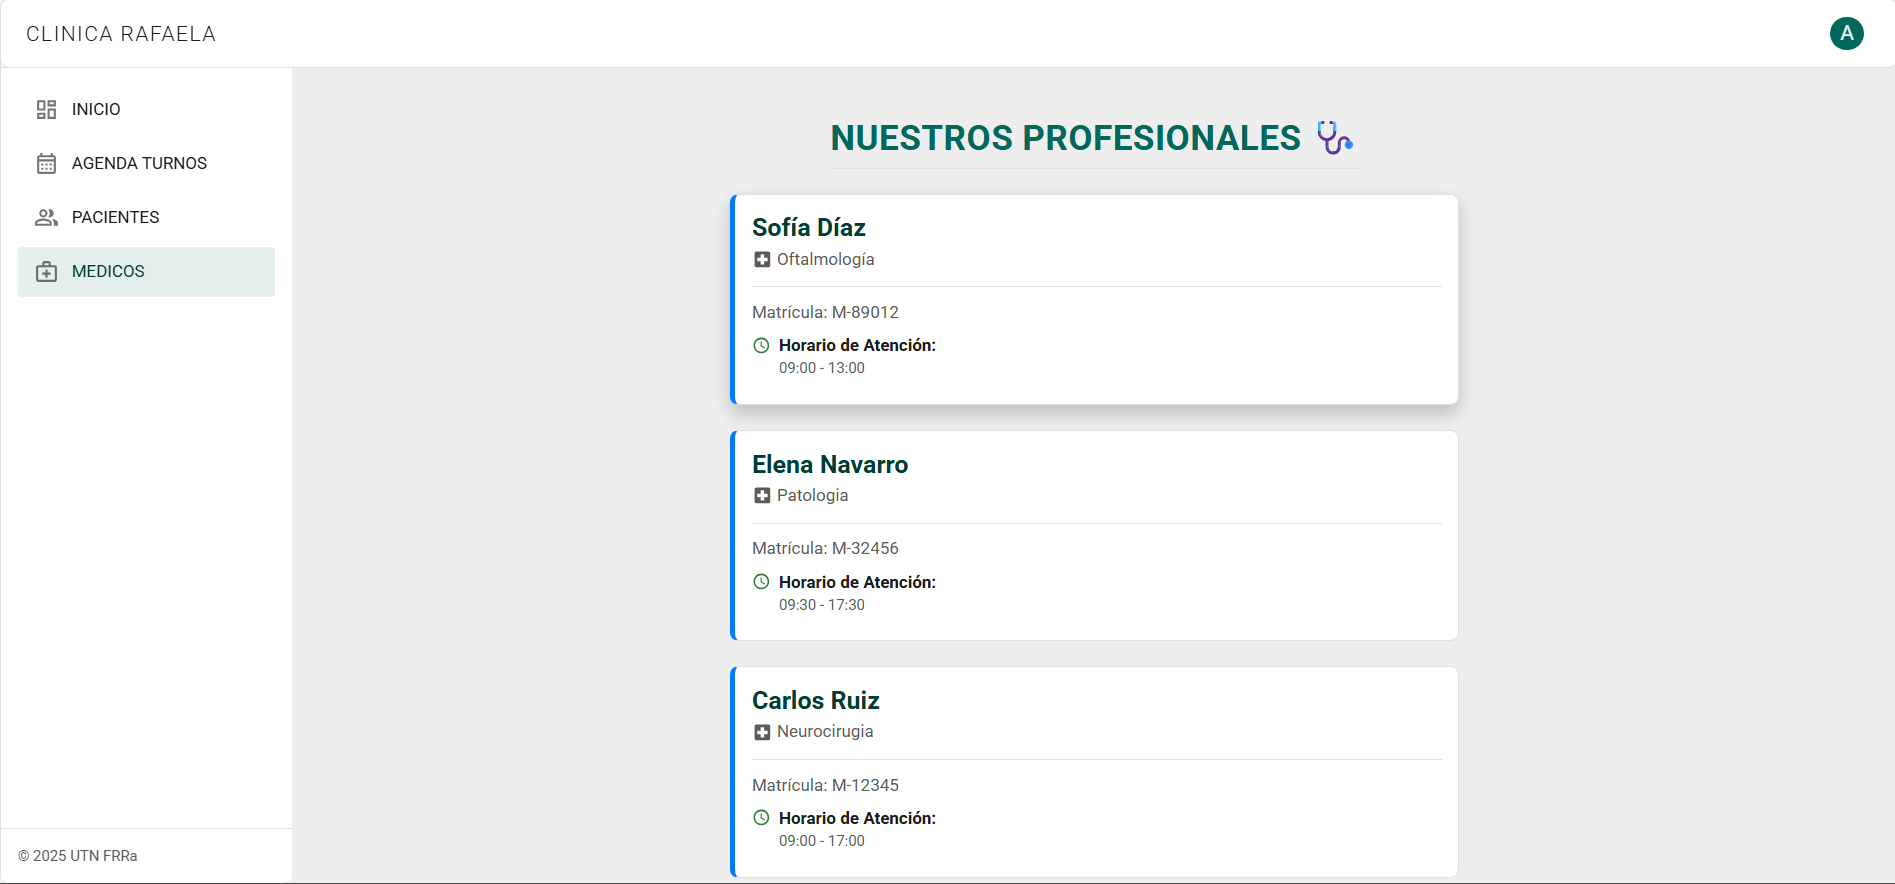 CLINICA RAFAELA
A
INICIO
AGENDA TURNOS
PACIENTES
MEDICOS
© 2025 UTN FRRa
NUESTROS PROFESIONALES
Sofía Díaz
Oftalmología
Matrícula: M-89012
Horario de Atención:
09:00 - 13:00
Elena Navarro
Patologia
Matrícula: M-32456
Horario de Atención:
09:30 - 17:30
Carlos Ruiz
Neurocirugia
Matrícula: M-12345
Horario de Atención:
09:00 - 17:00